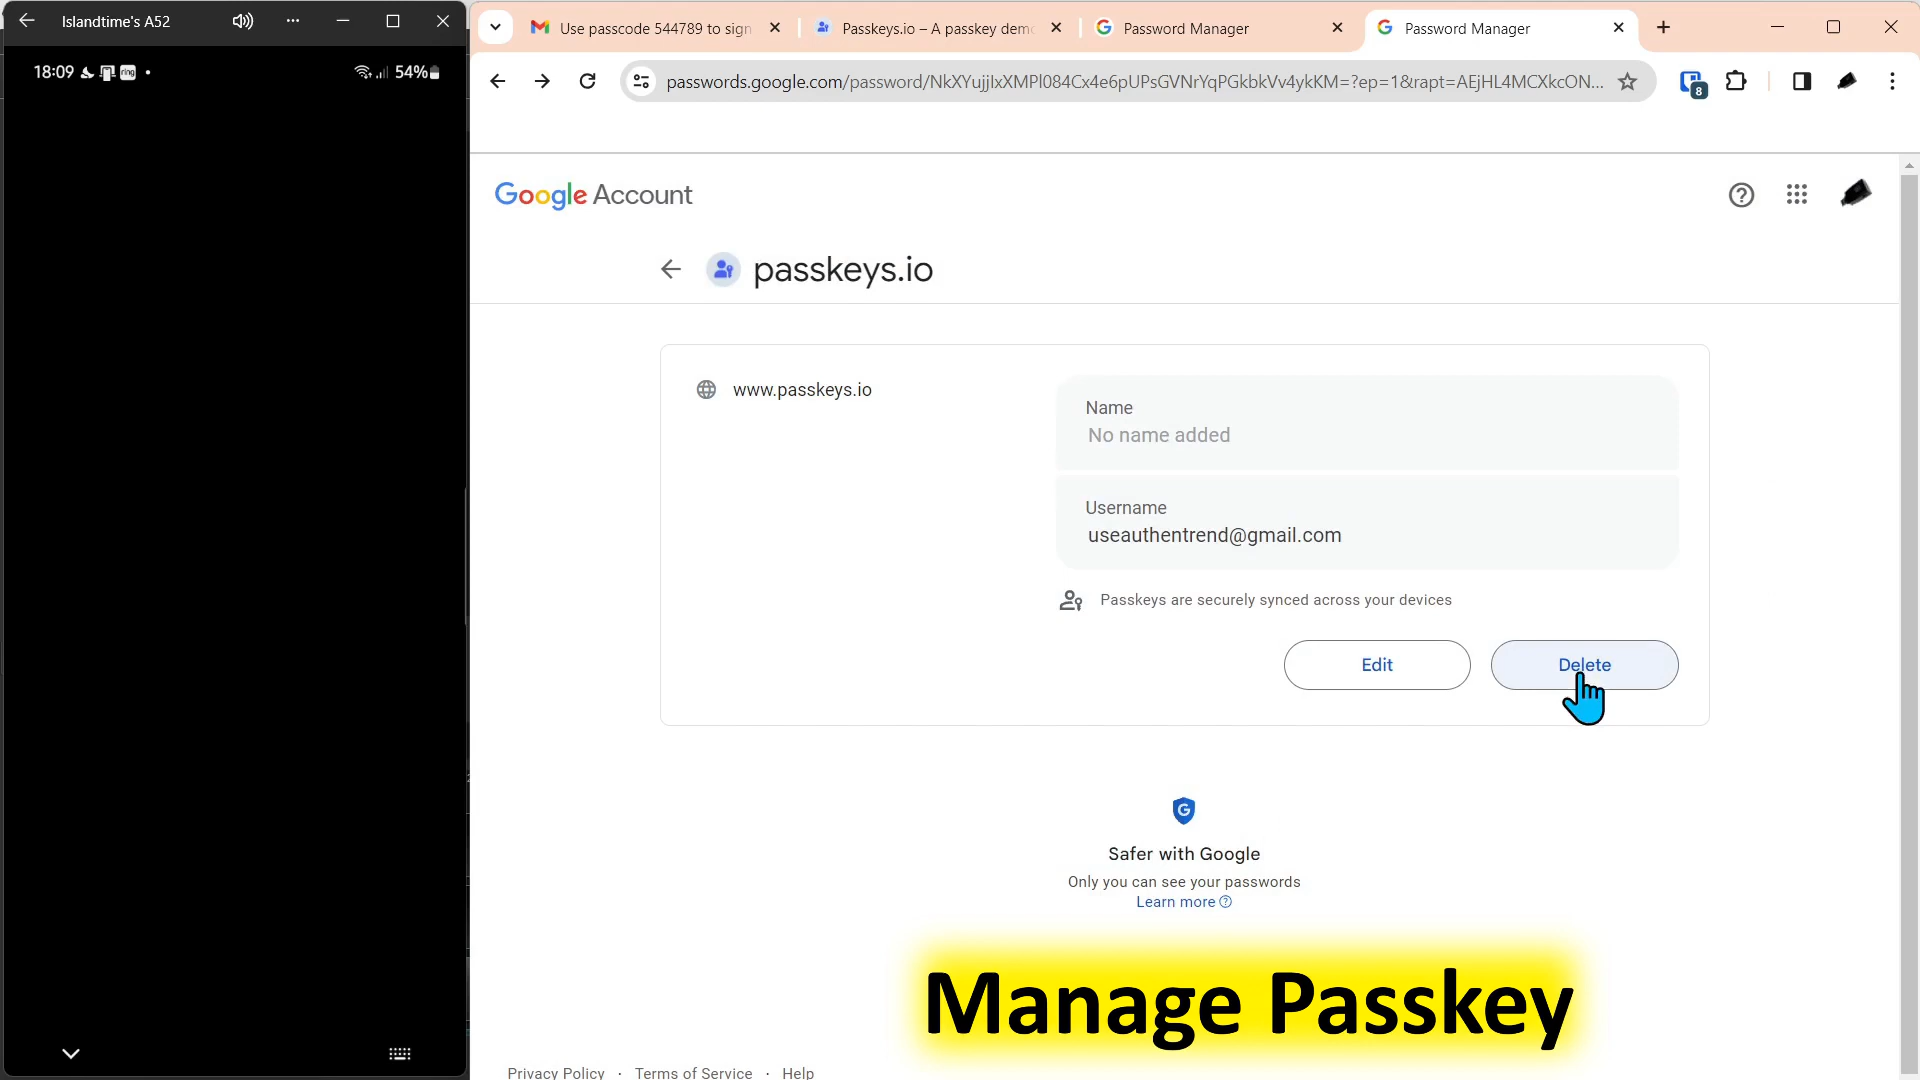 Islandtime's A52
18:09
ring
54%
Use passcode 544789 to sign
Passkeys.io – A passkey demo
Password Manager
Password Manager
passwords.google.com/password/NkXYujjIxXMPl084Cx4e6pUPsGVNrYqPGkbkVv4ykKM=?ep=1&rapt=AEjHL4MCXkcON...
8
Google Account
passkeys.io
www.passkeys.io
Name
No name added
Username
useauthentrend@gmail.com
Passkeys are securely synced across your devices
Edit
Delete
G
Safer with Google
Only you can see your passwords
Learn more
Manage Passkey
Privacy Policy · Terms of Service · Help